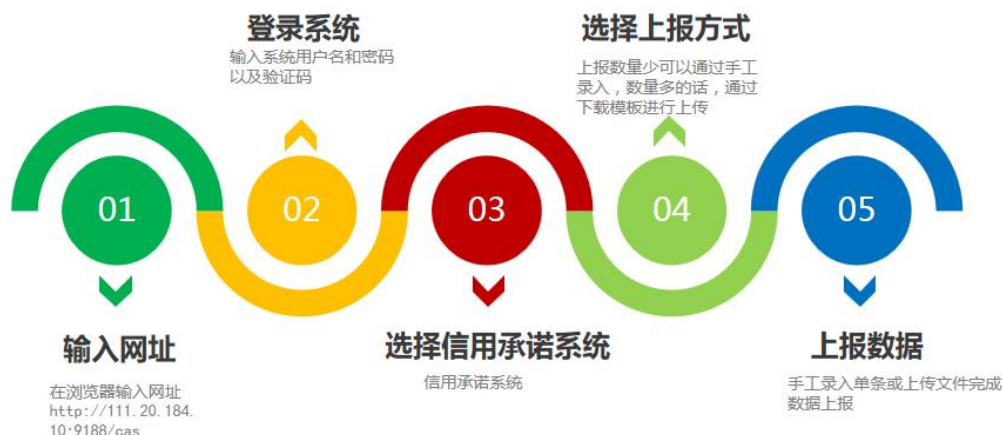 登录系统
输入系统用户名和密码
以及验证码
选择上报方式
上报数量少可以通过手工
录入，数量多的话，通过
下载模板进行上传
01
02
03
04
05
输入网址
在浏览器输入网址
http://111.20.184.
10:9188/cas
选择信用承诺系统
信用承诺系统
上报数据
手工录入单条或上传文件完成
数据上报